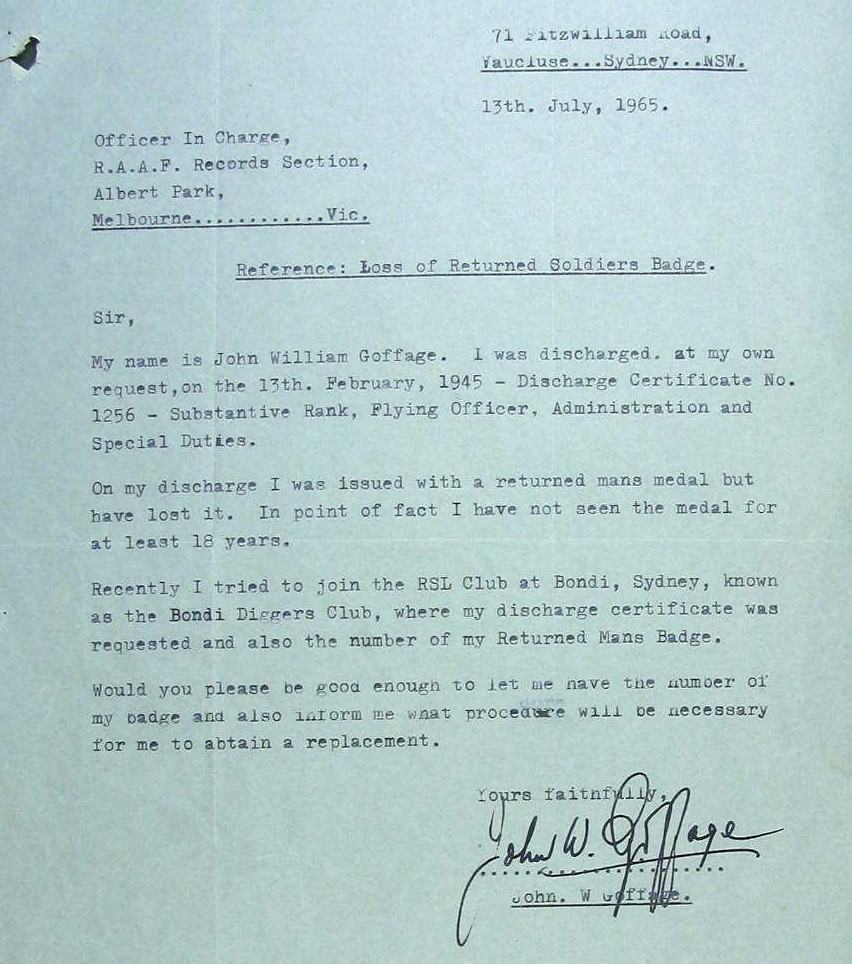 71 Fitzwilliam Road,
Vaucluse...Sydney...NSW.
13th. July, 1965.
Officer In Charge,
R.A.A.F. Records Section,
Albert Park,
Melbourne............Vic.
Reference: Loss of Returned Soldiers Badge.
Sir,
My name is John William Goffage. I was discharged. at my own
request,on the 13th. February, 1945 - Discharge Certificate No.
1256 - Substantive Rank, Flying Officer, Administration and
Special Duties.
On my discharge I was issued with a returned mans medal but
have lost it. In point of fact I have not seen the medal for
at least 18 years.
Recently I tried to join the RSL Club at Bondi, Sydney, known
as the Bondi Diggers Club, where my discharge certificate was
requested and also the number of my Returned Mans Badge.
Would you please be good enough to let me have the number of
my badge and also inform me what procedure will be necessary
for me to abtain a replacement.
Yours faithfully,
John W. Goffage
....................
John. W Goffage.